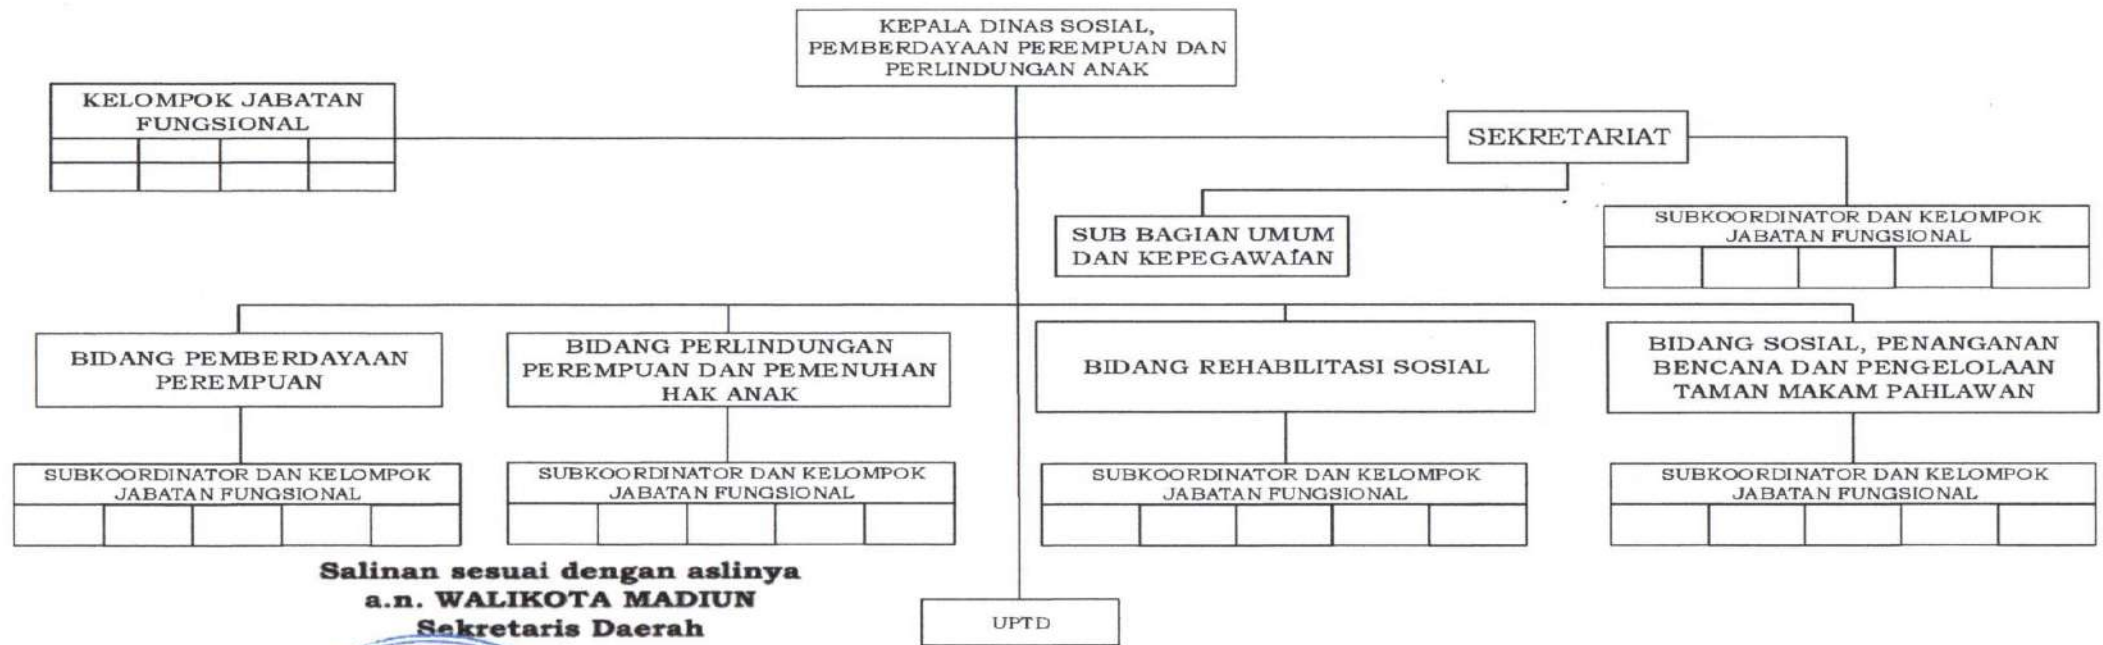 KEPALA DINAS SOSIAL,
PEMBERDAYAAN PEREMPUAN DAN
PERLINDUNGAN ANAK
KELOMPOK JABATAN
FUNGSIONAL
SEKRETARIAT
SUB BAGIAN UMUM
DAN KEPEGAWAIAN
SUBKOORDINATOR DAN KELOMPOK
JABATAN FUNGSIONAL
BIDANG PEMBERDAYAAN
PEREMPUAN
BIDANG PERLINDUNGAN
PEREMPUAN DAN PEMENUHAN
HAK ANAK
BIDANG REHABILITASI SOSIAL
BIDANG SOSIAL, PENANGANAN
BENCANA DAN PENGELOLAAN
TAMAN MAKAM PAHLAWAN
SUBKOORDINATOR DAN KELOMPOK
JABATAN FUNGSIONAL
SUBKOORDINATOR DAN KELOMPOK
JABATAN FUNGSIONAL
SUBKOORDINATOR DAN KELOMPOK
JABATAN FUNGSIONAL
SUBKOORDINATOR DAN KELOMPOK
JABATAN FUNGSIONAL
Salinan sesuai dengan aslinya
a.n. WALIKOTA MADIUN
Sekretaris Daerah
UPTD